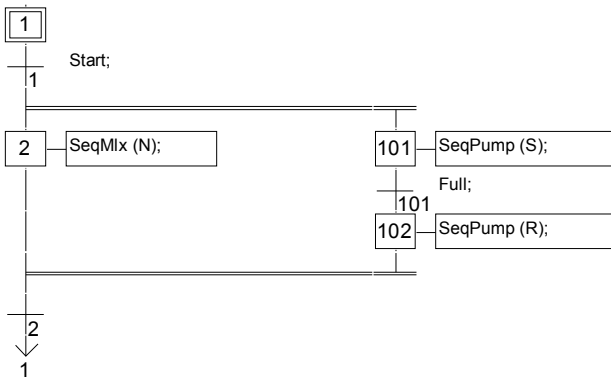 1
Start;
1
2 SeqMIx (N); 101 SeqPump (S);
Full;
101
102 SeqPump (R);
2
1